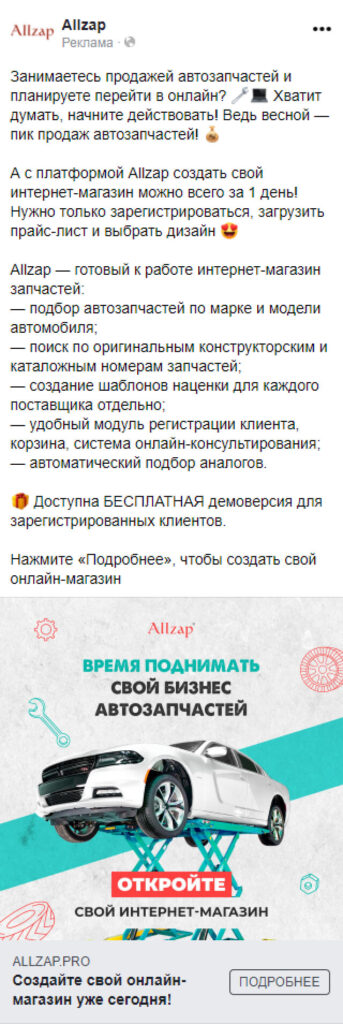 Allzap
Allzap
Реклама ·
Занимаетесь продажей автозапчастей и
планируете перейти в онлайн? 🔧💻 Хватит
думать, начните действовать! Ведь весной —
пик продаж автозапчастей! 💰
А с платформой Allzap создать свой
интернет-магазин можно всего за 1 день!
Нужно только зарегистрироваться, загрузить
прайс-лист и выбрать дизайн 😍
Allzap — готовый к работе интернет-магазин
запчастей:
— подбор автозапчастей по марке и модели
автомобиля;
— поиск по оригинальным конструкторским и
каталожным номерам запчастей;
— создание шаблонов наценки для каждого
поставщика отдельно;
— удобный модуль регистрации клиента,
корзина, система онлайн-консультирования;
— автоматический подбор аналогов.
🎁 Доступна БЕСПЛАТНАЯ демоверсия для
зарегистрированных клиентов.
Нажмите «Подробнее», чтобы создать свой
онлайн-магазин
Allzap
ВРЕМЯ ПОДНИМАТЬ
СВОЙ БИЗНЕС
АВТОЗАПЧАСТЕЙ
ОТКРОЙТЕ
СВОЙ ИНТЕРНЕТ-МАГАЗИН
ALLZAP.PRO
Создайте свой онлайн-
магазин уже сегодня!
ПОДРОБНЕЕ